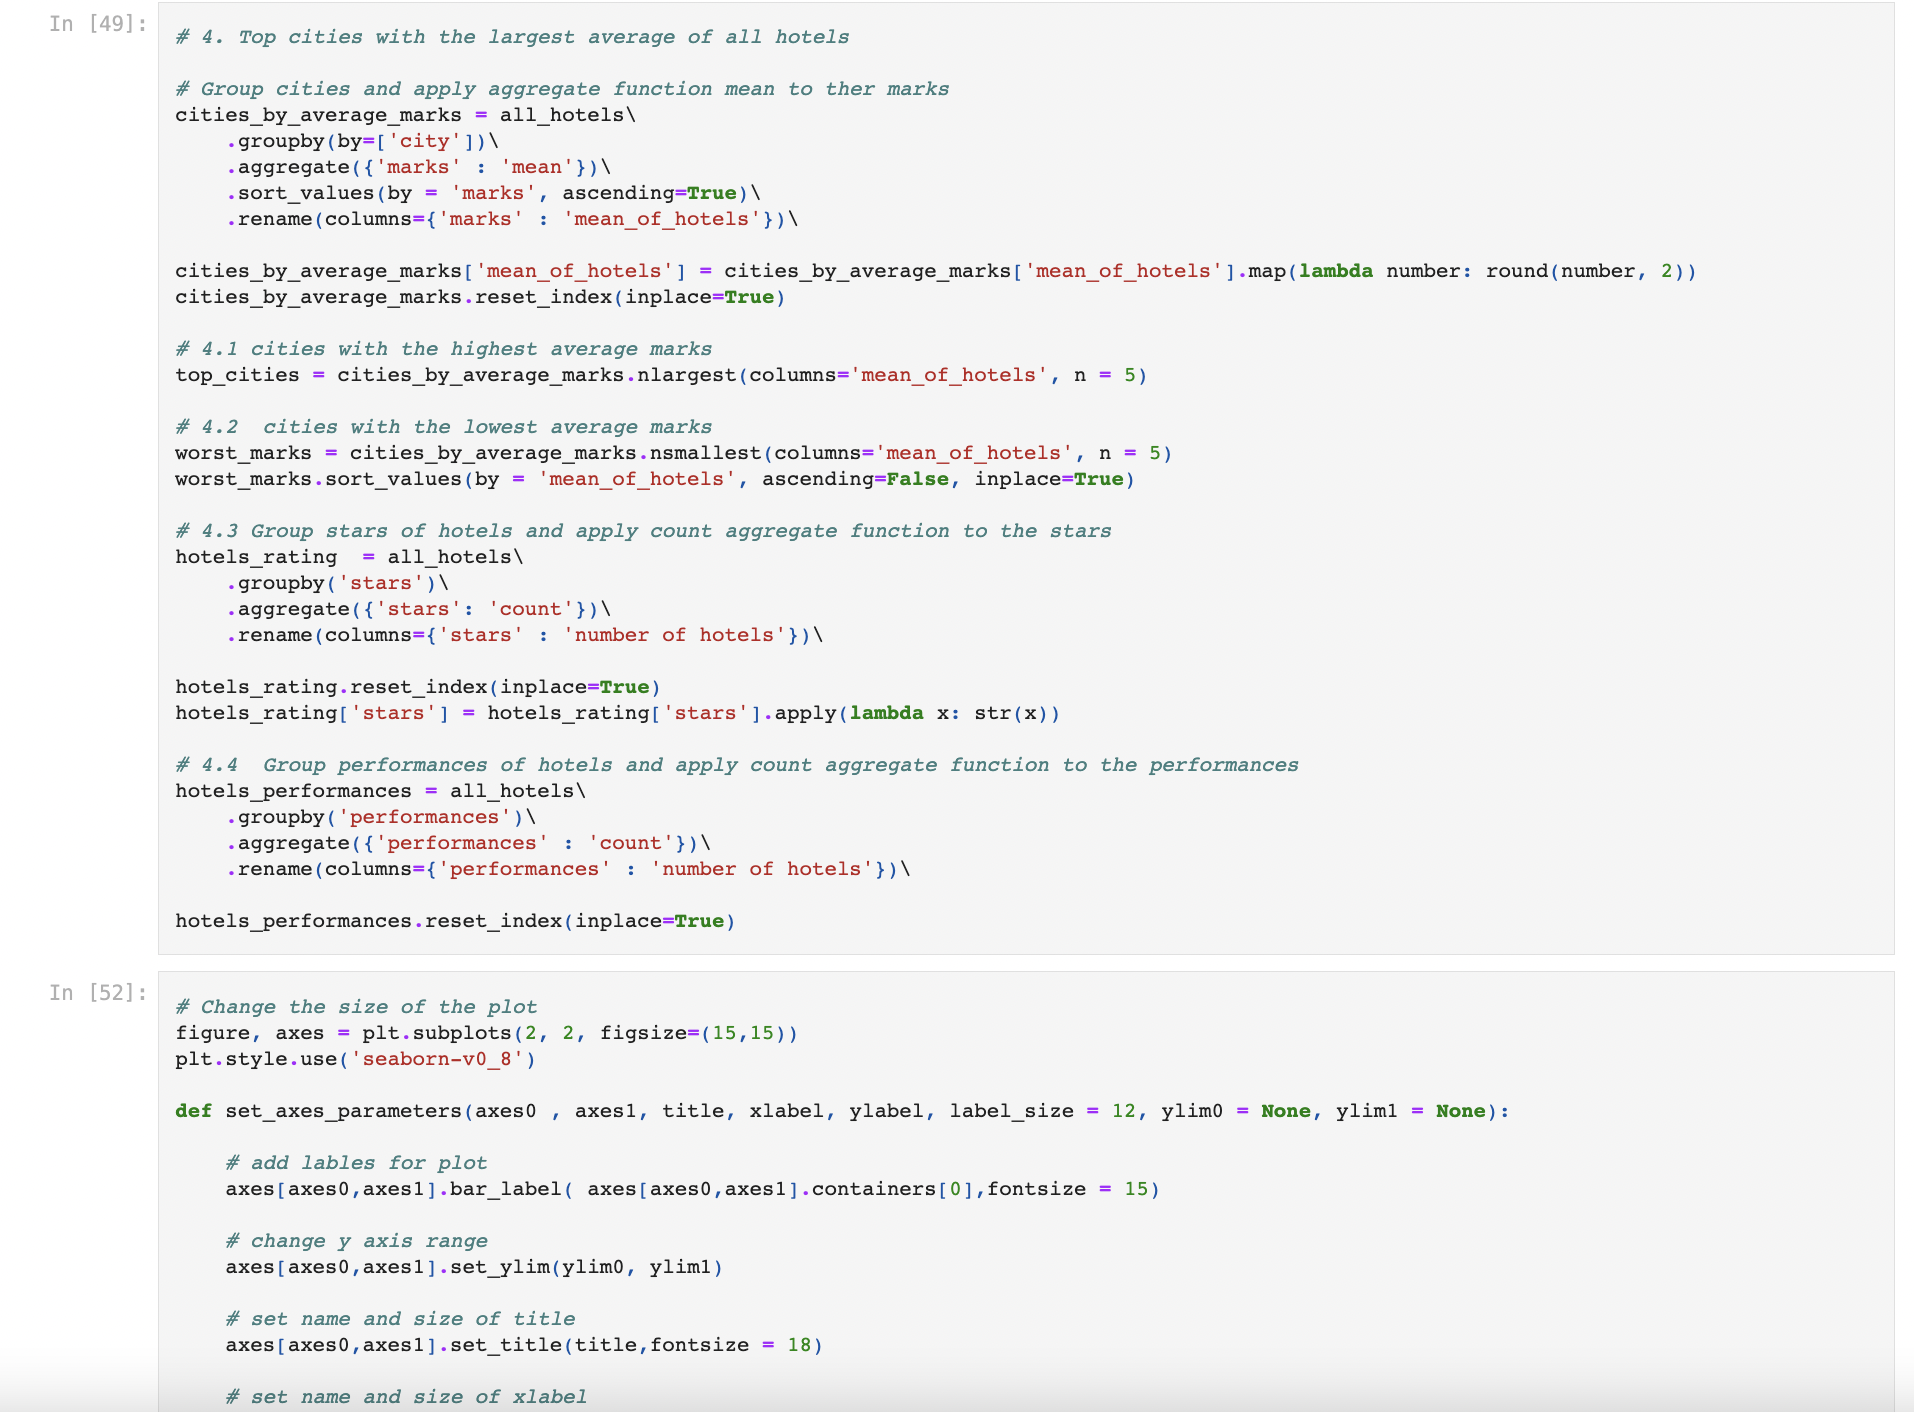 In [49]:
# 4. Top cities with the largest average of all hotels
# Group cities and apply aggregate function mean to ther marks
cities_by_average_marks = all_hotels\
    .groupby(by=['city'])\
    .aggregate({'marks' : 'mean'})\
    .sort_values(by = 'marks', ascending=True)\
    .rename(columns={'marks' : 'mean_of_hotels'})\
cities_by_average_marks['mean_of_hotels'] = cities_by_average_marks['mean_of_hotels'].map(lambda number: round(number, 2))
cities_by_average_marks.reset_index(inplace=True)
# 4.1 cities with the highest average marks
top_cities = cities_by_average_marks.nlargest(columns='mean_of_hotels', n = 5)
# 4.2  cities with the lowest average marks
worst_marks = cities_by_average_marks.nsmallest(columns='mean_of_hotels', n = 5)
worst_marks.sort_values(by = 'mean_of_hotels', ascending=False, inplace=True)
# 4.3 Group stars of hotels and apply count aggregate function to the stars
hotels_rating  = all_hotels\
    .groupby('stars')\
    .aggregate({'stars': 'count'})\
    .rename(columns={'stars' : 'number of hotels'})\
hotels_rating.reset_index(inplace=True)
hotels_rating['stars'] = hotels_rating['stars'].apply(lambda x: str(x))
# 4.4  Group performances of hotels and apply count aggregate function to the performances
hotels_performances = all_hotels\
    .groupby('performances')\
    .aggregate({'performances' : 'count'})\
    .rename(columns={'performances' : 'number of hotels'})\
hotels_performances.reset_index(inplace=True)
In [52]:
# Change the size of the plot
figure, axes = plt.subplots(2, 2, figsize=(15,15))
plt.style.use('seaborn-v0_8')
def set_axes_parameters(axes0 , axes1, title, xlabel, ylabel, label_size = 12, ylim0 = None, ylim1 = None):
    # add lables for plot
    axes[axes0,axes1].bar_label( axes[axes0,axes1].containers[0],fontsize = 15)
    # change y axis range
    axes[axes0,axes1].set_ylim(ylim0, ylim1)
    # set name and size of title
    axes[axes0,axes1].set_title(title,fontsize = 18)
    # set name and size of xlabel